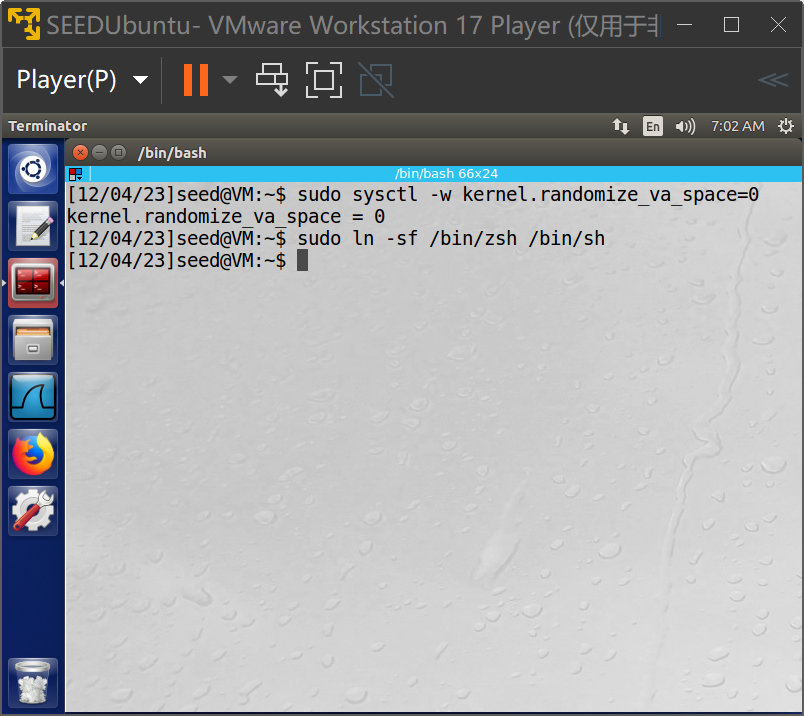 SEEDUbuntu- VMware Workstation 17 Player (仅用于非
Player(P)
Terminator
En
7:02 AM
/bin/bash
/bin/bash 66x24
[12/04/23]seed@VM:~$ sudo sysctl -w kernel.randomize_va_space=0
kernel.randomize_va_space = 0
[12/04/23]seed@VM:~$ sudo ln -sf /bin/zsh /bin/sh
[12/04/23]seed@VM:~$